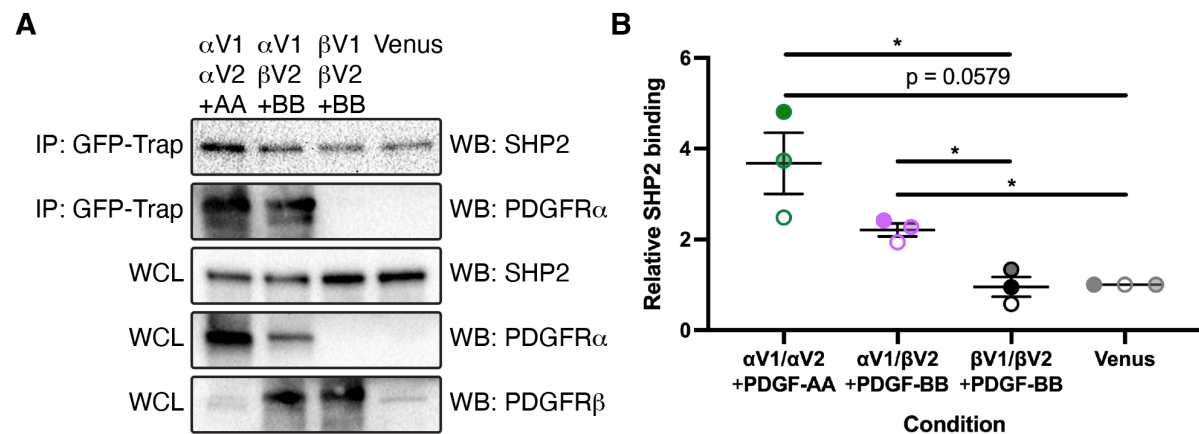 A
αV1 αV1 βV1 Venus
αV2 βV2 βV2
+AA +BB +BB
IP: GFP-Trap WB: SHP2
IP: GFP-Trap WB: PDGFRα
WCL WB: SHP2
WCL WB: PDGFRα
WCL WB: PDGFRβ
B
Relative SHP2 binding
6
4
2
0
*
p = 0.0579
*
*
αV1/αV2 αV1/βV2 βV1/βV2 Venus
+PDGF-AA +PDGF-BB +PDGF-BB
Condition